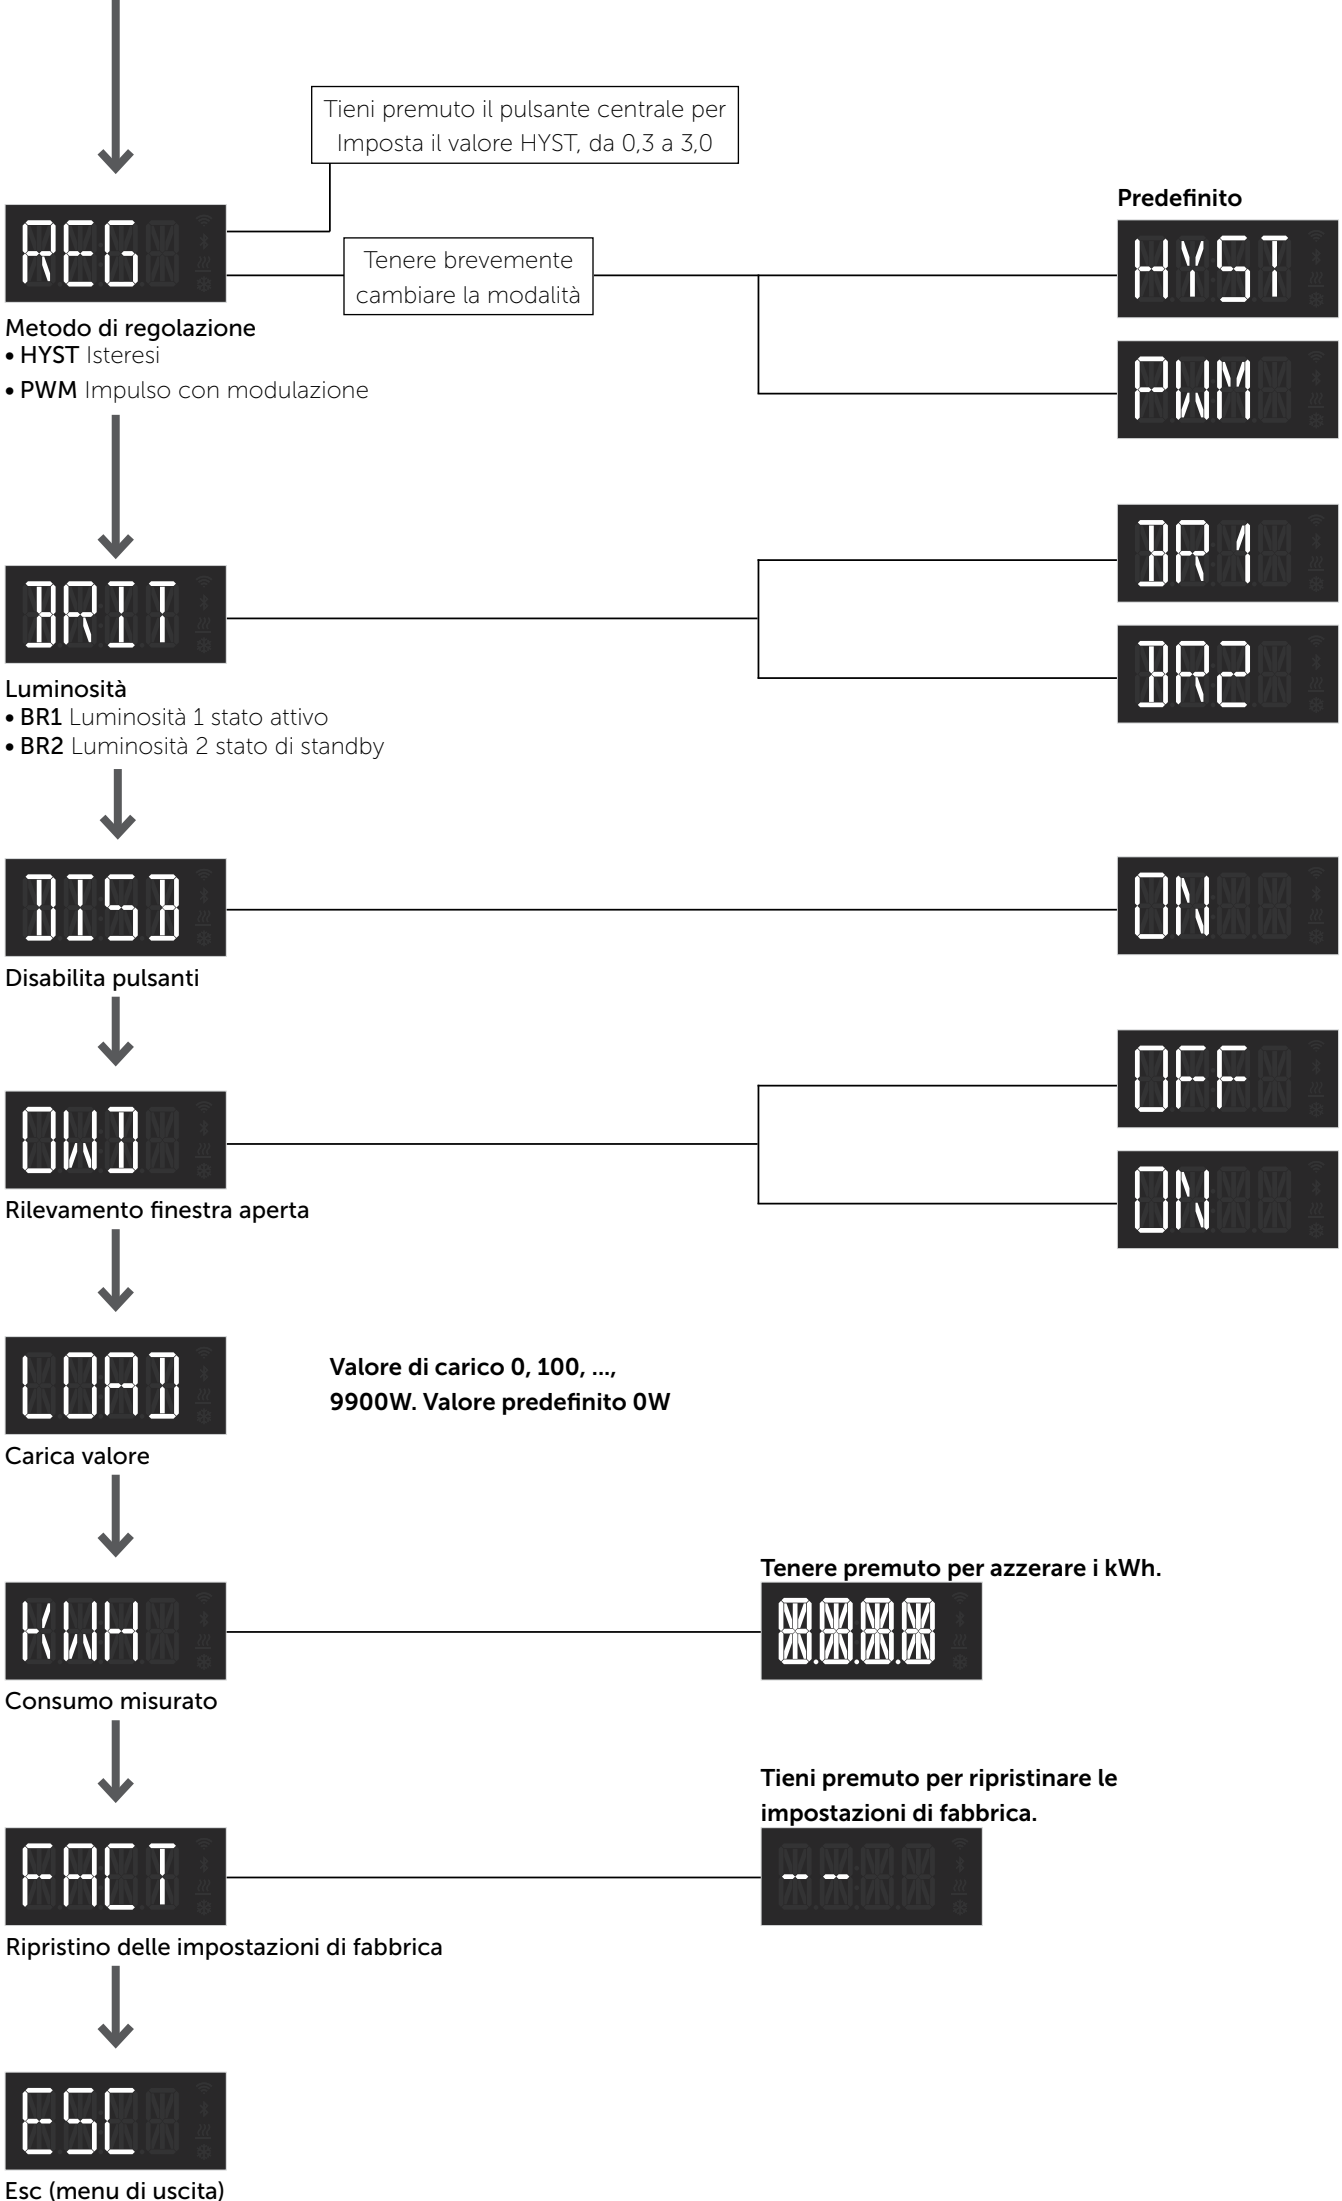 Tieni premuto il pulsante centrale per
Imposta il valore HYST, da 0,3 a 3,0
Predefinito
REG
HYST
Tenere brevemente
cambiare la modalità
Metodo di regolazione
• HYST Isteresi
• PWM Impulso con modulazione
PWM
BR1
BRIT
BR2
Luminosità
• BR1 Luminosità 1 stato attivo
• BR2 Luminosità 2 stato di standby
DISB
ON
Disabilita pulsanti
OFF
OWD
ON
Rilevamento finestra aperta
LOAD
Valore di carico 0, 100, ...,
9900W. Valore predefinito 0W
Carica valore
Tenere premuto per azzerare i kWh.
KWH
Consumo misurato
Tieni premuto per ripristinare le
impostazioni di fabbrica.
FACT
--
Ripristino delle impostazioni di fabbrica
ESC
Esc (menu di uscita)